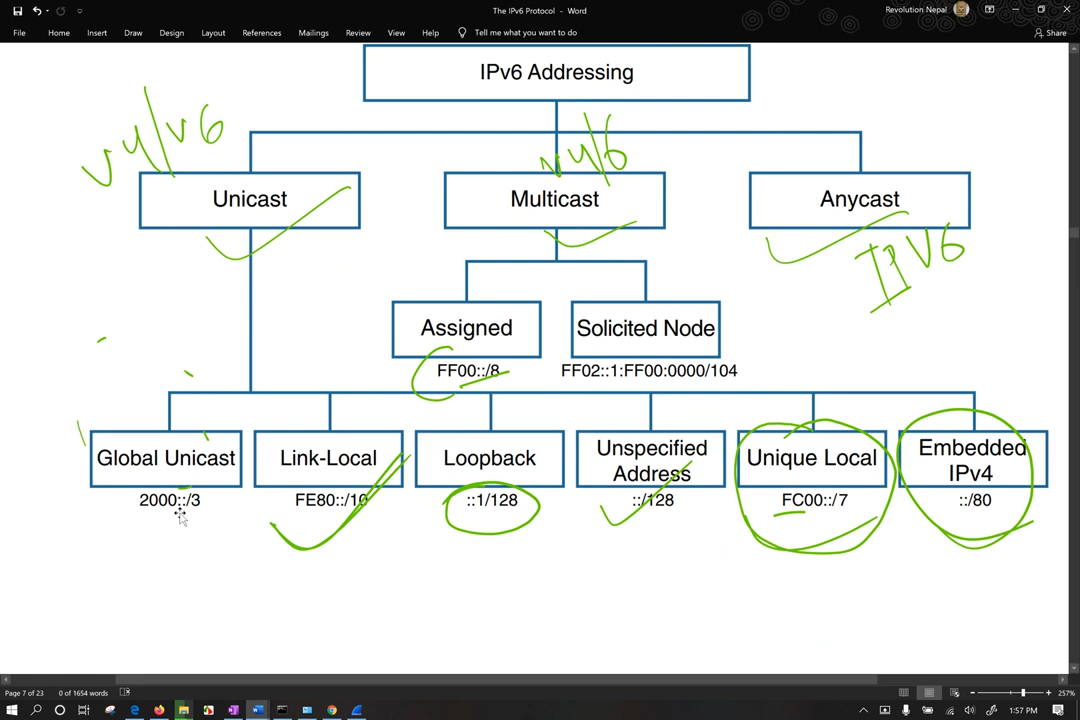 The IPv6 Protocol - Word
Revolution Nepal
File Home Insert Draw Design Layout References Mailings Review View Help Tell me what you want to do Share
IPv6 Addressing
v4/v6
v4/6
Unicast Multicast Anycast
IPV6
Assigned Solicited Node
FF00::/8 FF02::1:FF00:0000/104
Global Unicast Link-Local Loopback Unspecified Address Unique Local Embedded IPv4
2000::/3 FE80::/10 ::1/128 ::/128 FC00::/7 ::/80
Page 7 of 23 0 of 1654 words 267%
1:57 PM